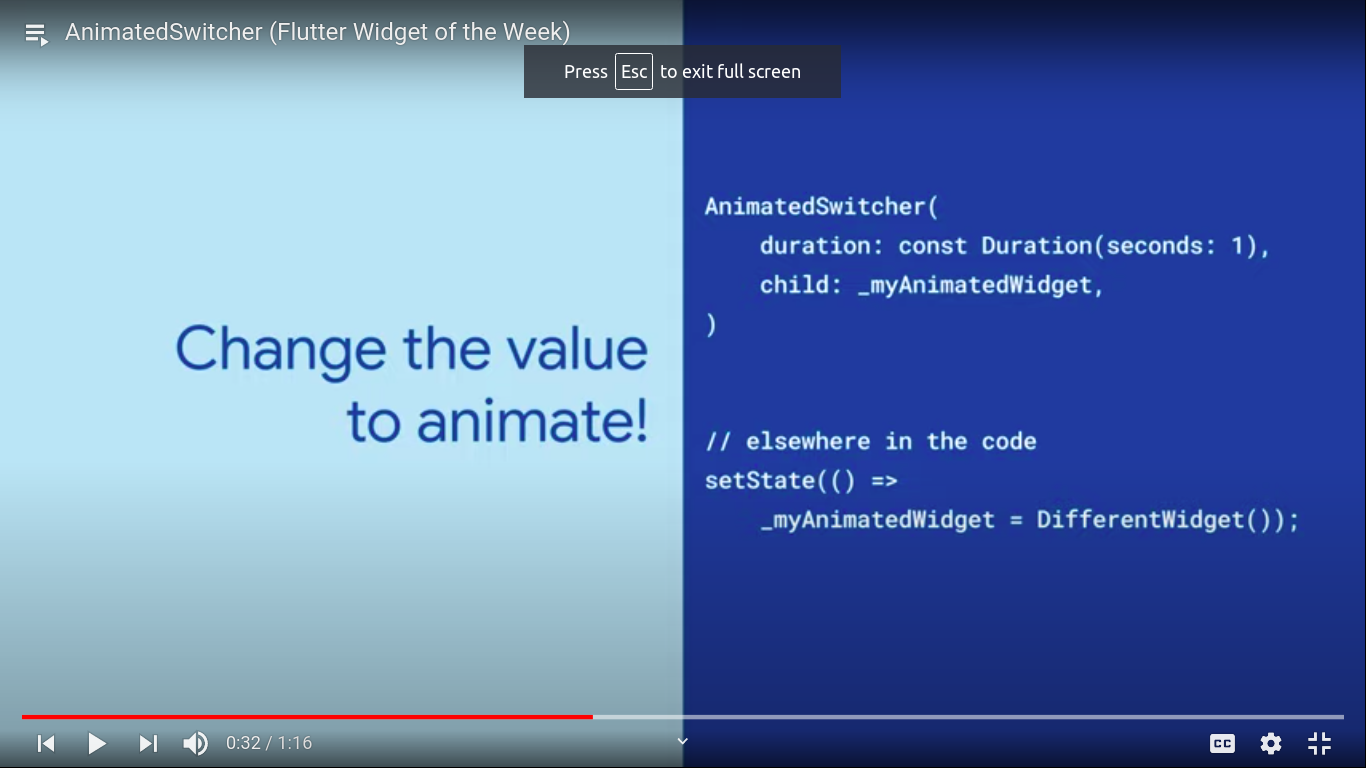 AnimatedSwitcher (Flutter Widget of the Week)
Press Esc to exit full screen
Change the value
to animate!
AnimatedSwitcher(
    duration: const Duration(seconds: 1),
    child: _myAnimatedWidget,
)
// elsewhere in the code
setState(() =>
    _myAnimatedWidget = DifferentWidget());
0:32 / 1:16
CC